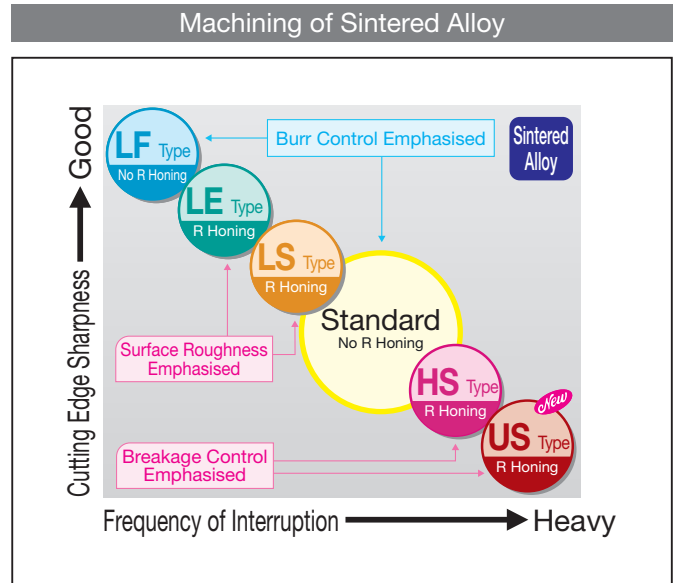 Machining of Sintered Alloy
Cutting Edge Sharpness
Good
LF Type
No R Honing
Burr Control Emphasised
Sintered
Alloy
LE Type
R Honing
LS Type
R Honing
Standard
No R Honing
Surface Roughness
Emphasised
HS Type
R Honing
New
US Type
R Honing
Breakage Control
Emphasised
Frequency of Interruption
Heavy